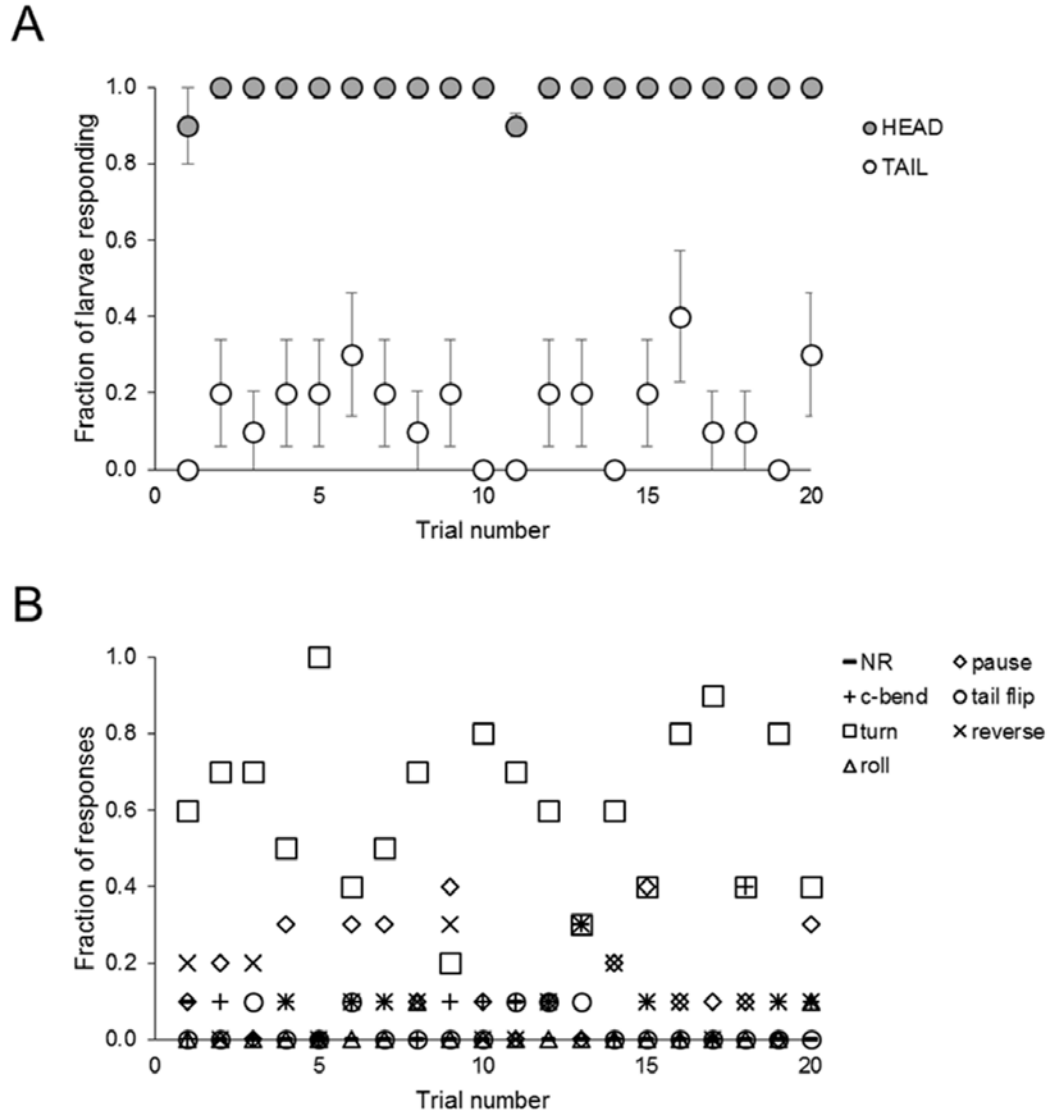 A
Fraction of larvae responding
1.0
0.8
0.6
0.4
0.2
0.0
0 5 10 15 20
Trial number
HEAD
TAIL
B
Fraction of responses
1.0
0.8
0.6
0.4
0.2
0.0
0 5 10 15 20
Trial number
NR pause
c-bend tail flip
turn reverse
roll